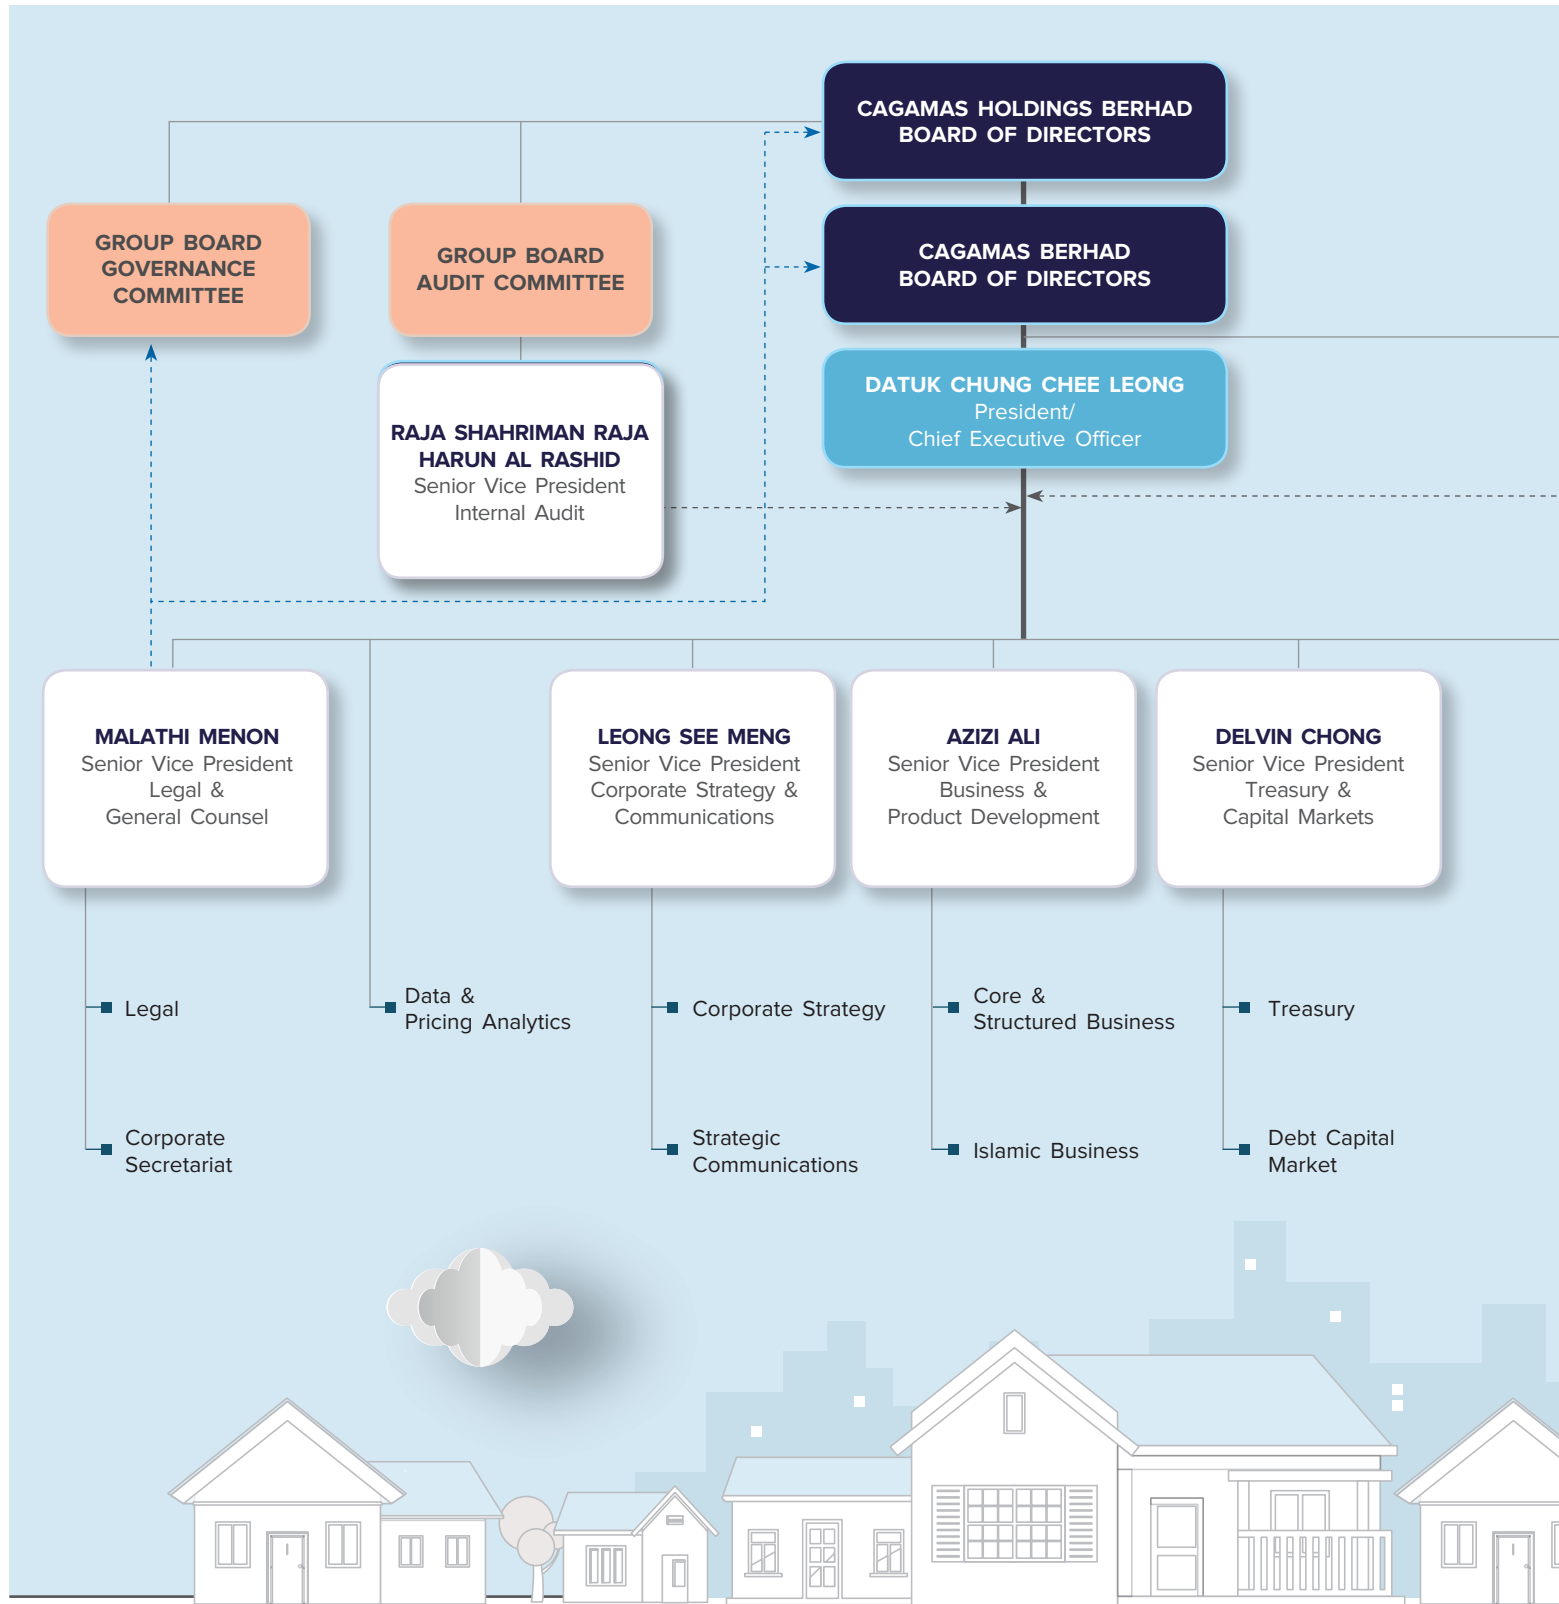 CAGAMAS HOLDINGS BERHAD
BOARD OF DIRECTORS
GROUP BOARD
GOVERNANCE
COMMITTEE
GROUP BOARD
AUDIT COMMITTEE
CAGAMAS BERHAD
BOARD OF DIRECTORS
DATUK CHUNG CHEE LEONG
President/
Chief Executive Officer
RAJA SHAHRIMAN RAJA
HARUN AL RASHID
Senior Vice President
Internal Audit
MALATHI MENON
Senior Vice President
Legal &
General Counsel
LEONG SEE MENG
Senior Vice President
Corporate Strategy &
Communications
AZIZI ALI
Senior Vice President
Business &
Product Development
DELVIN CHONG
Senior Vice President
Treasury &
Capital Markets
Legal
Corporate
Secretariat
Data &
Pricing Analytics
Corporate Strategy
Strategic
Communications
Core &
Structured Business
Islamic Business
Treasury
Debt Capital
Market